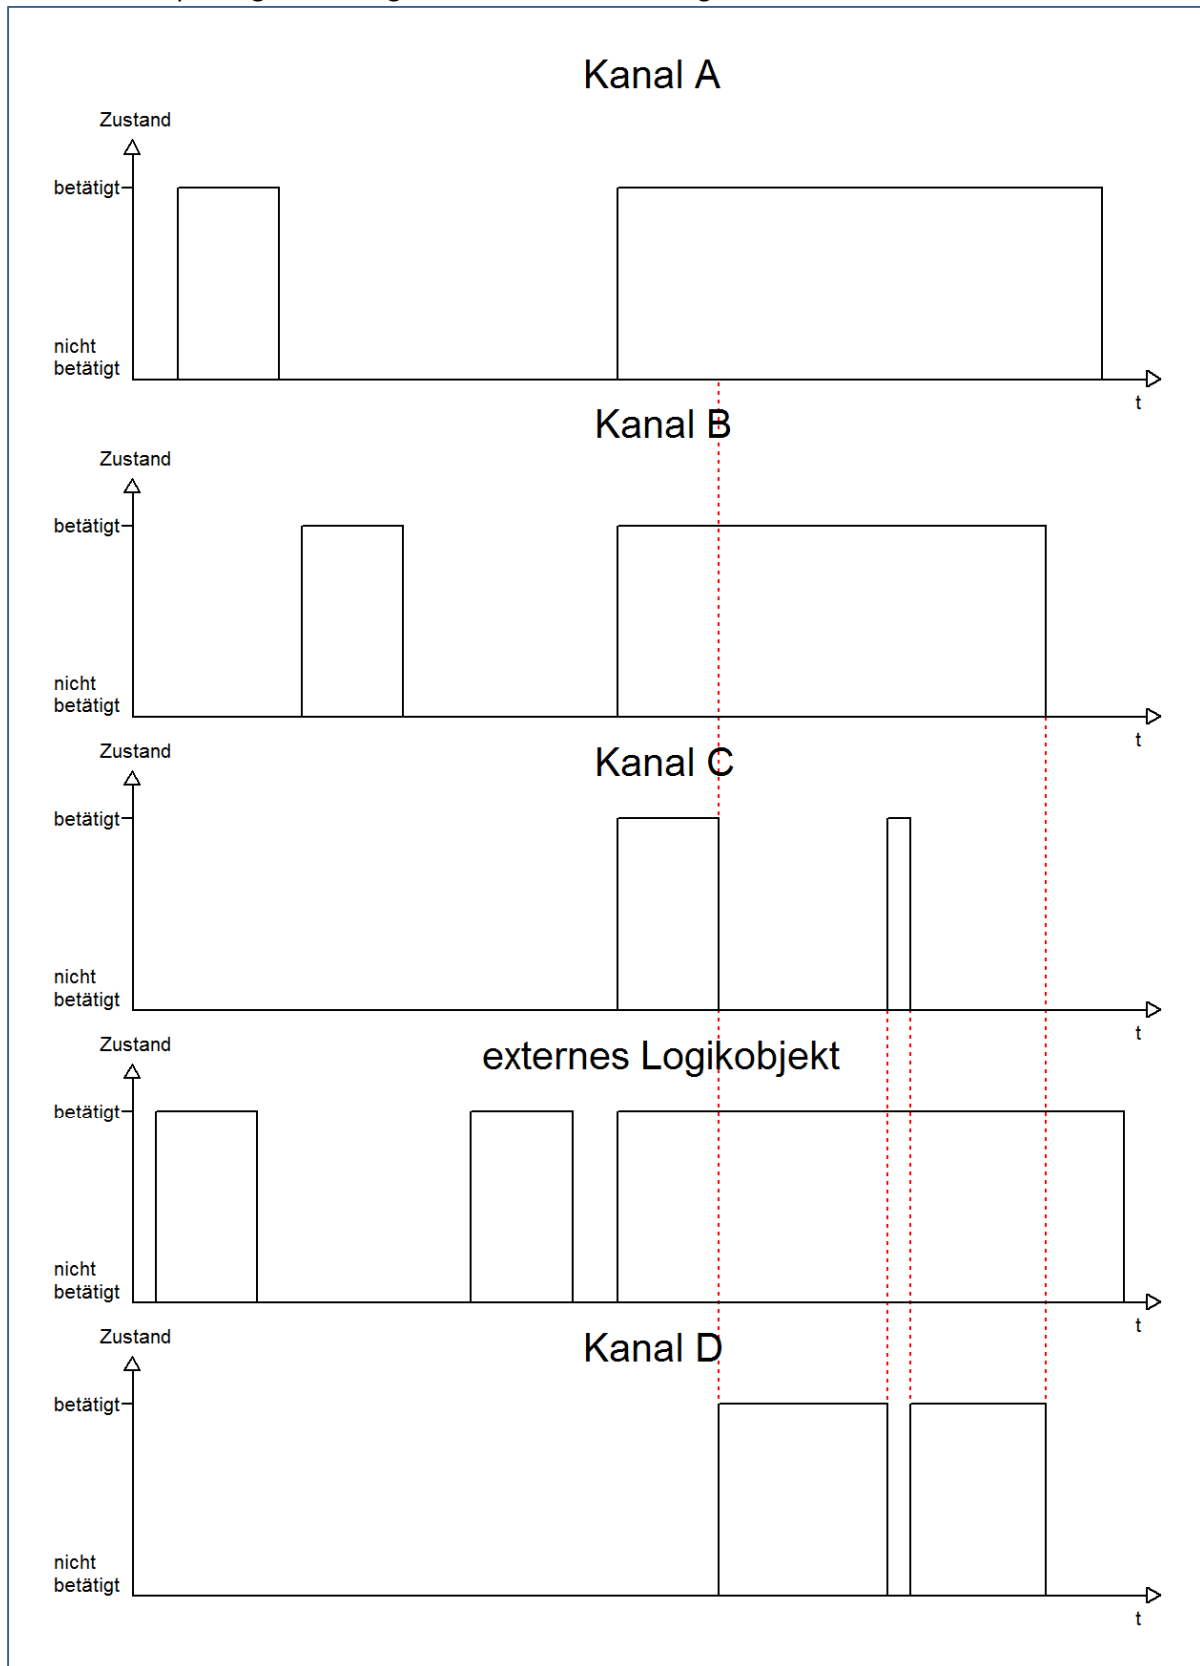 Kanal A
Zustand
betätigt
nicht
betätigt
t
Kanal B
Zustand
betätigt
nicht
betätigt
t
Kanal C
Zustand
betätigt
nicht
betätigt
t
externes Logikobjekt
Zustand
betätigt
nicht
betätigt
t
Kanal D
Zustand
betätigt
nicht
betätigt
t